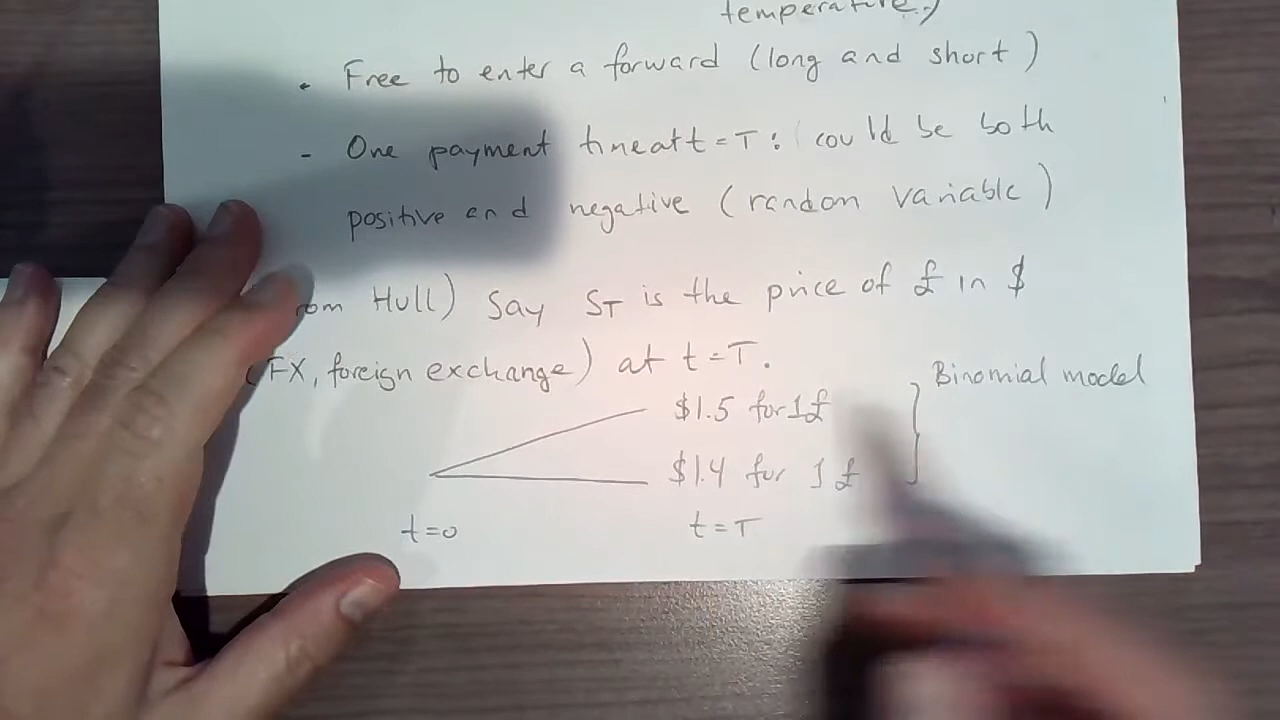 temperature)
- Free to enter a forward (long and short)
- One payment time at t=T: could be both
positive and negative (random variable)
rom Hull) Say ST is the price of £ in $
(FX, foreign exchange) at t=T.
Binomial model
$1.5 for 1£
$1.4 for 1£
t=0 t=T